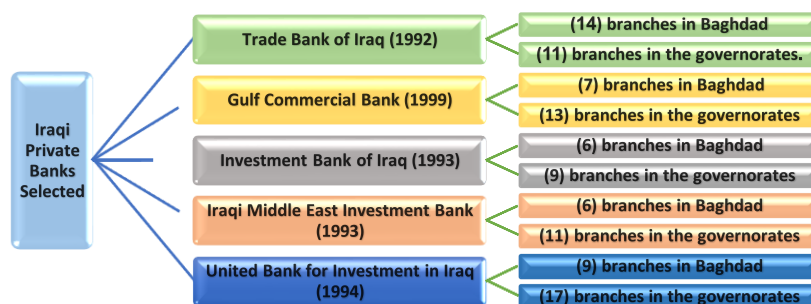 Iraqi
Private
Banks
Selected
Trade Bank of Iraq (1992)
(14) branches in Baghdad
(11) branches in the governorates.
Gulf Commercial Bank (1999)
(7) branches in Baghdad
(13) branches in the governorates
Investment Bank of Iraq (1993)
(6) branches in Baghdad
(9) branches in the governorates
Iraqi Middle East Investment Bank
(1993)
(6) branches in Baghdad
(11) branches in the governorates
United Bank for Investment in Iraq
(1994)
(9) branches in Baghdad
(17) branches in the governorates